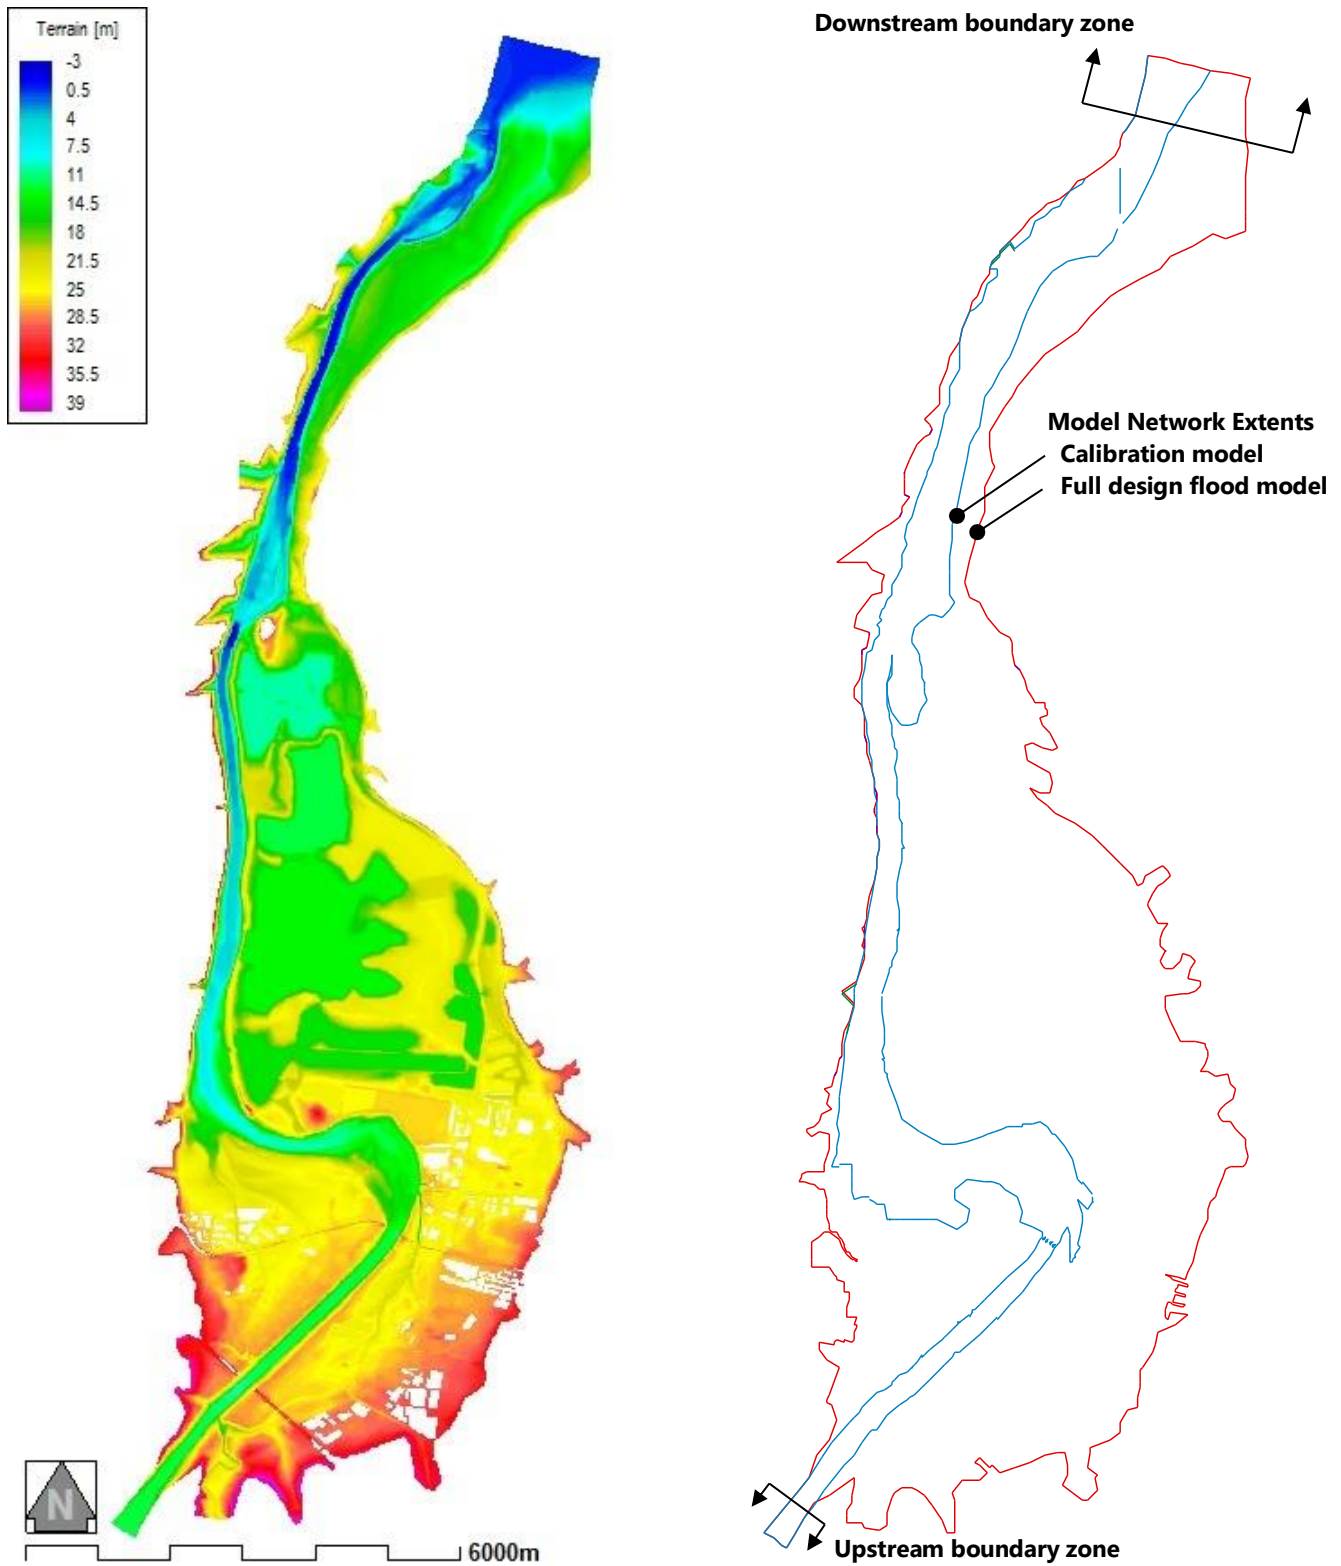 Terrain [m]
-3
0.5
4
7.5
11
14.5
18
21.5
25
28.5
32
35.5
39
N
6000m
Downstream boundary zone
Model Network Extents
Calibration model
Full design flood model
Upstream boundary zone